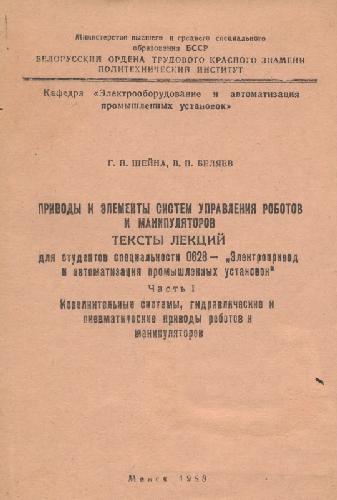 Министерство высшего и среднего специального
образования БССР
БЕЛОРУССКИЙ ОРДЕНА ТРУДОВОГО КРАСНОГО ЗНАМЕНИ
ПОЛИТЕХНИЧЕСКИЙ ИНСТИТУТ
Кафедра «Электрооборудование и автоматизация
промышленных установок»
Г. П. ШЕЙНА, В. П. БЕЛЯЕВ
ПРИВОДЫ И ЭЛЕМЕНТЫ СИСТЕМ УПРАВЛЕНИЯ РОБОТОВ
И МАНИПУЛЯТОРОВ
ТЕКСТЫ ЛЕКЦИЙ
для студентов специальности 0628 — „Электропривод
и автоматизация промышленных установок"
Часть I
Исполнительные системы, гидравлические и
пневматические приводы роботов и
манипуляторов
Минск 1988